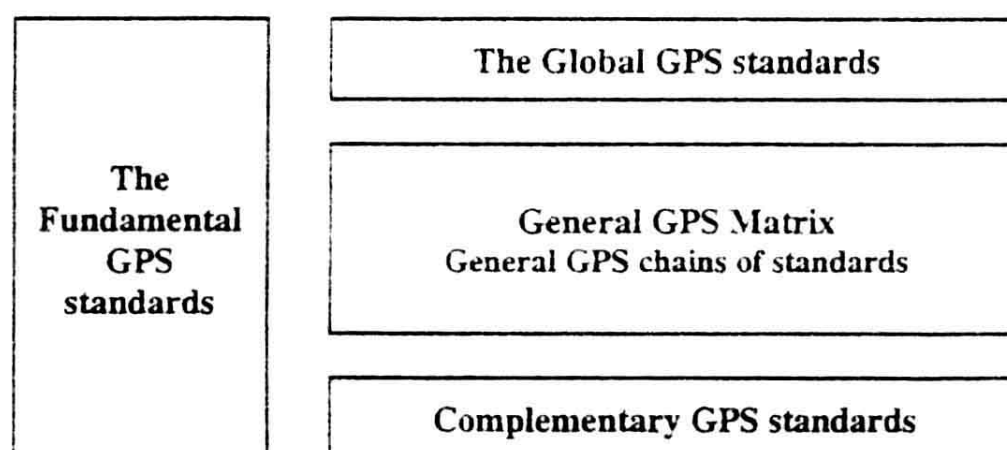 The
Fundamental
GPS
standards
The Global GPS standards
General GPS Matrix
General GPS chains of standards
Complementary GPS standards